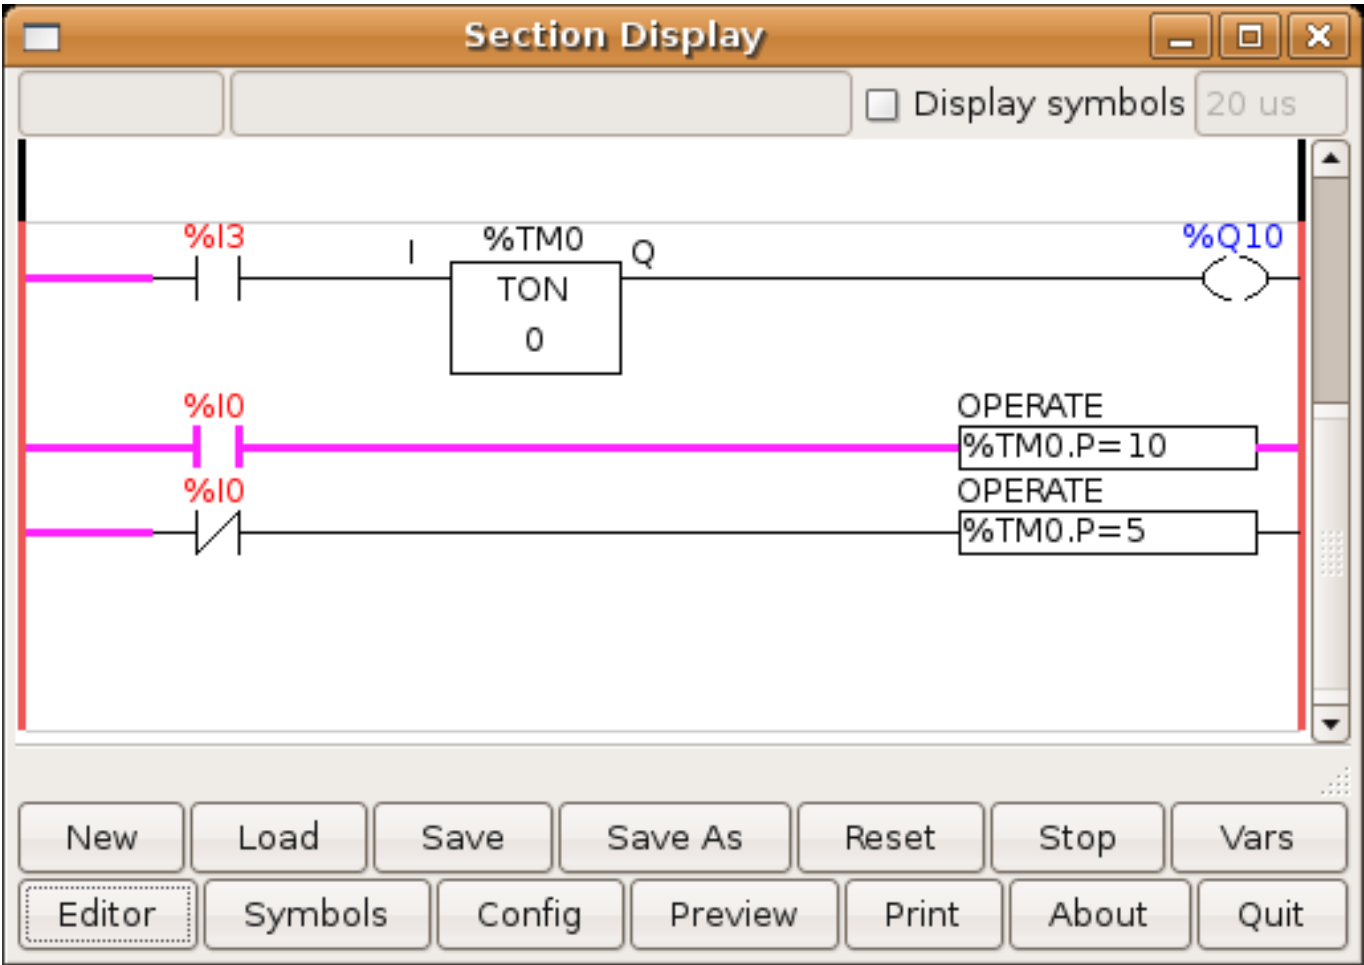 Section Display
Display symbols 20 us
%I3 I %TM0 Q %Q10
TON
0
%I0 OPERATE
%TM0.P=10
%I0 OPERATE
%TM0.P=5
New Load Save Save As Reset Stop Vars
Editor Symbols Config Preview Print About Quit